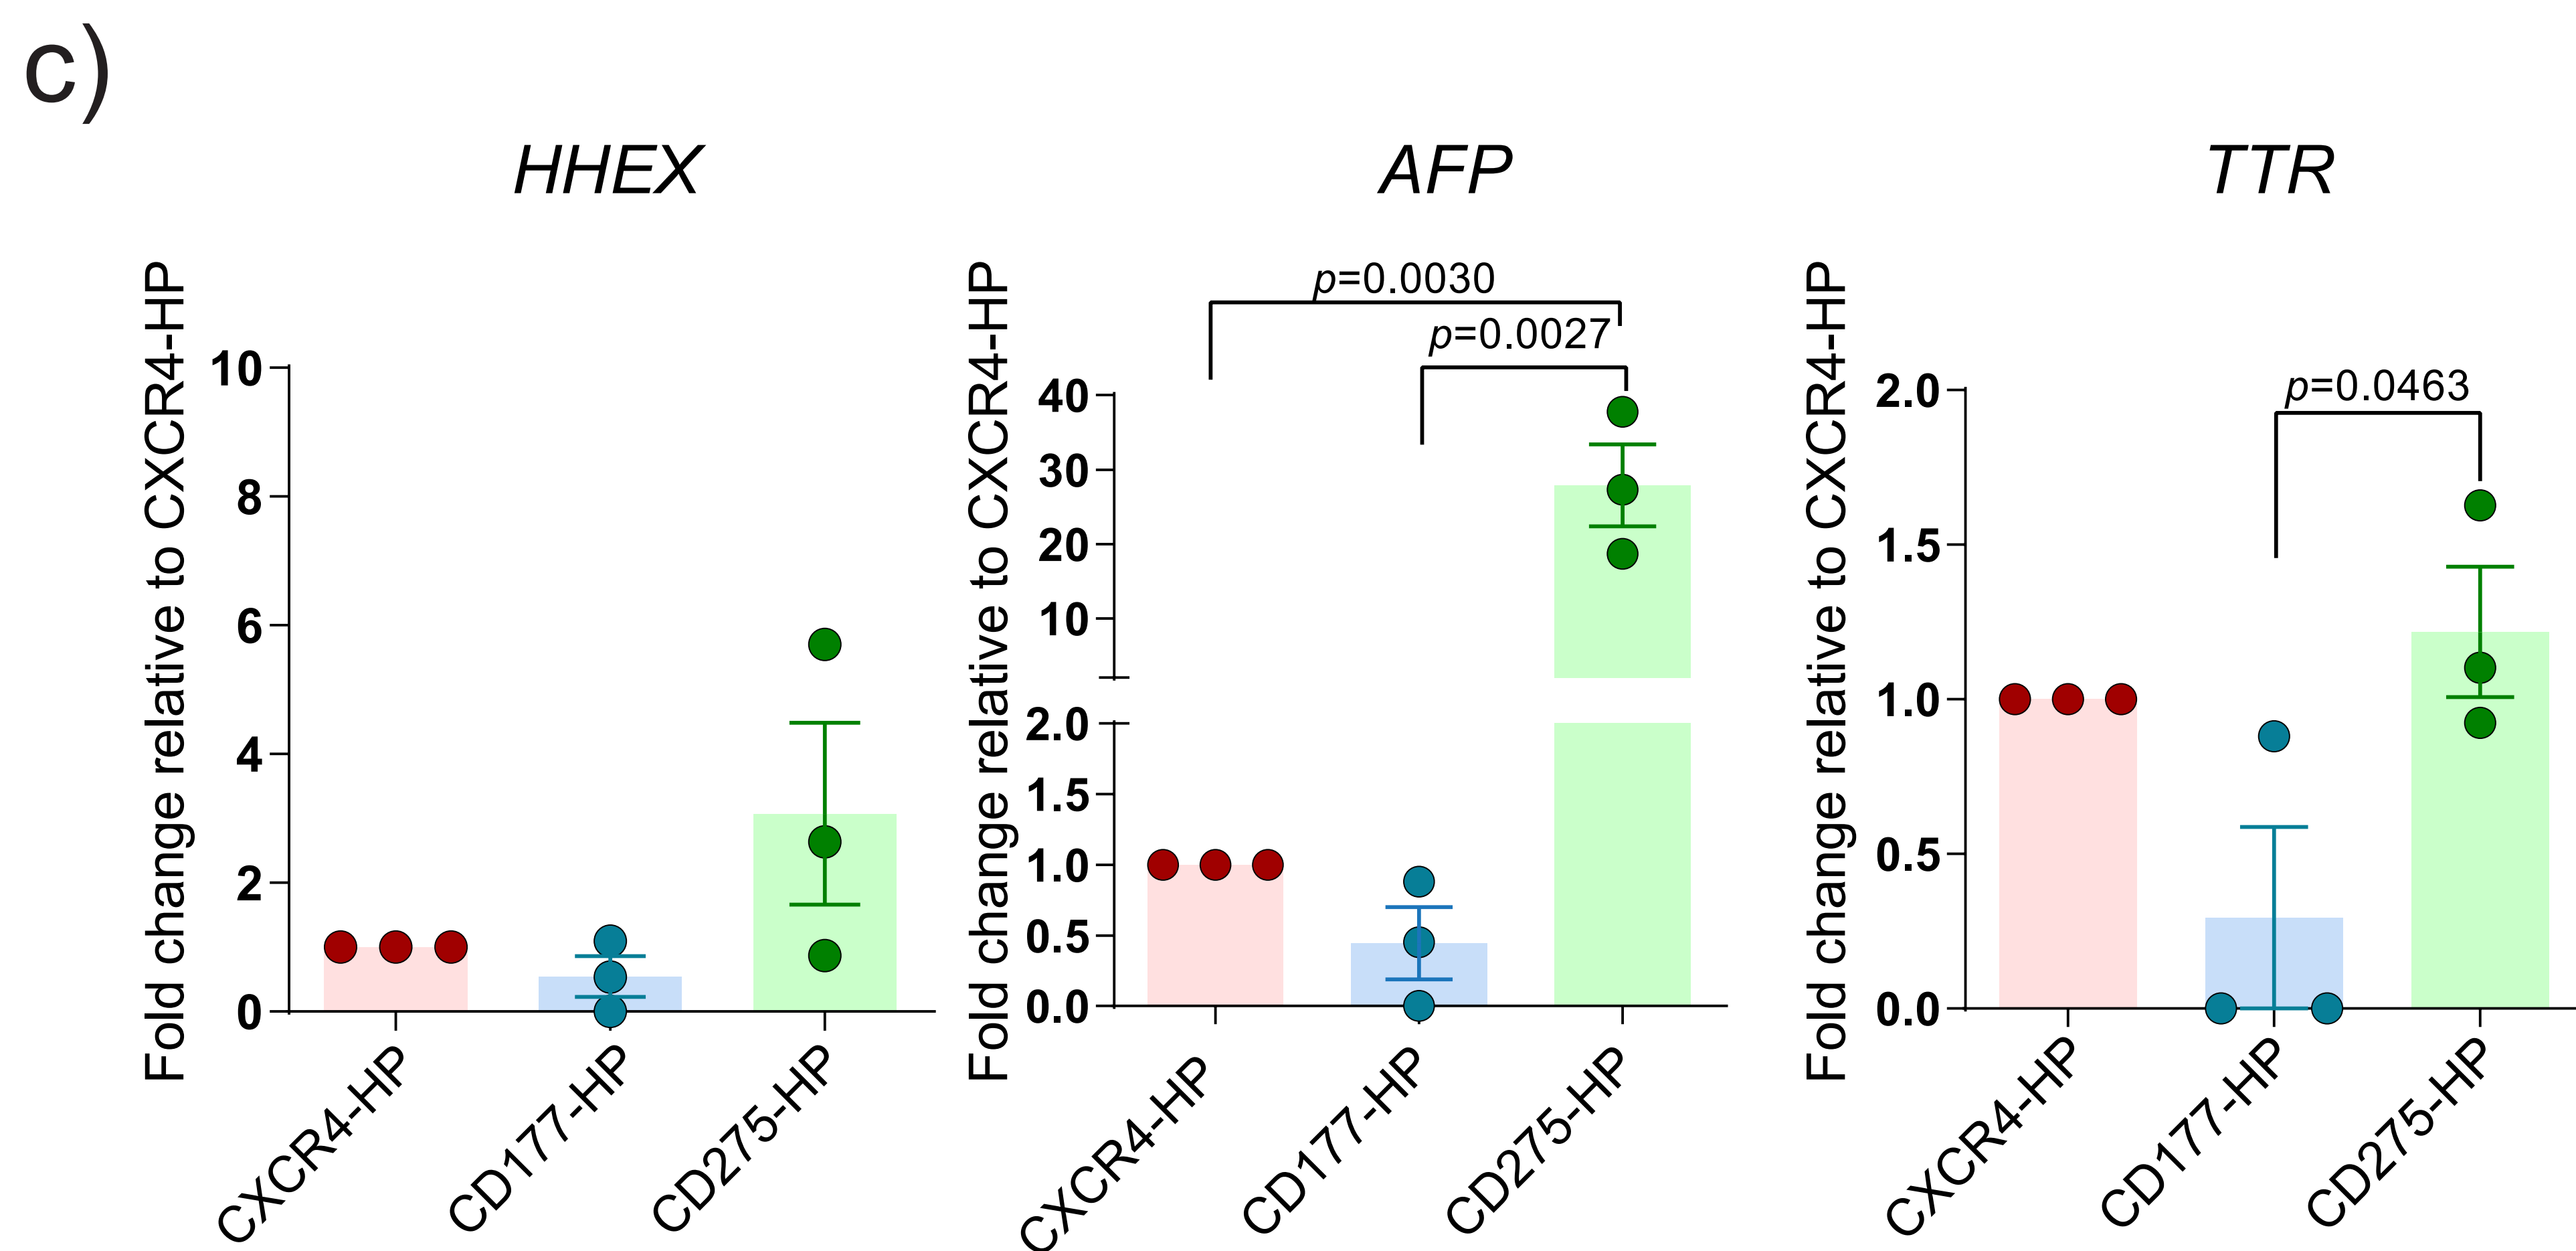 c)
HHEX
Fold change relative to CXCR4-HP
10
8
6
4
2
0
CXCR4-HP
CD177-HP
CD275-HP
AFP
Fold change relative to CXCR4-HP
p=0.0030
p=0.0027
40
30
20
10
2.0
1.5
1.0
0.5
0.0
CXCR4-HP
CD177-HP
CD275-HP
TTR
Fold change relative to CXCR4-HP
p=0.0463
2.0
1.5
1.0
0.5
0.0
CXCR4-HP
CD177-HP
CD275-HP